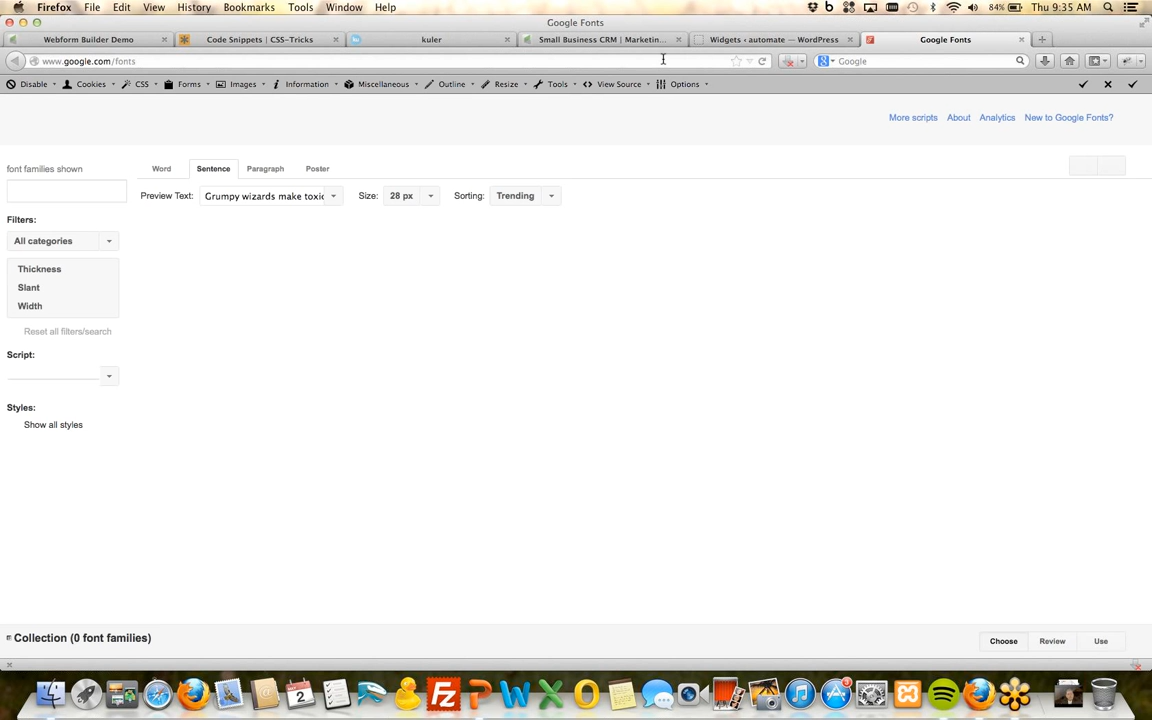 Firefox File Edit View History Tools Window Help 84% Thu 9:35 AM
Google Fonts
Webform Builder Demo Code Snippets | CSS-Tricks kuler Small Business CRM | Marketin... Widgets ‹ automate — WordPress Google Fonts
www.google.com/fonts Google
Disable Cookies CSS Forms Images Information Miscellaneous Outline Resize Tools View Source Options
More scripts About Analytics New to Google Fonts?
font families shown Word Sentence Paragraph Poster
Preview Text: Grumpy wizards make toxic Size: 28 px Sorting: Trending
Filters:
All categories
Thickness
Slant
Width
Reset all filters/search
Script:
Styles:
Show all styles
Collection (0 font families) Choose Review Use